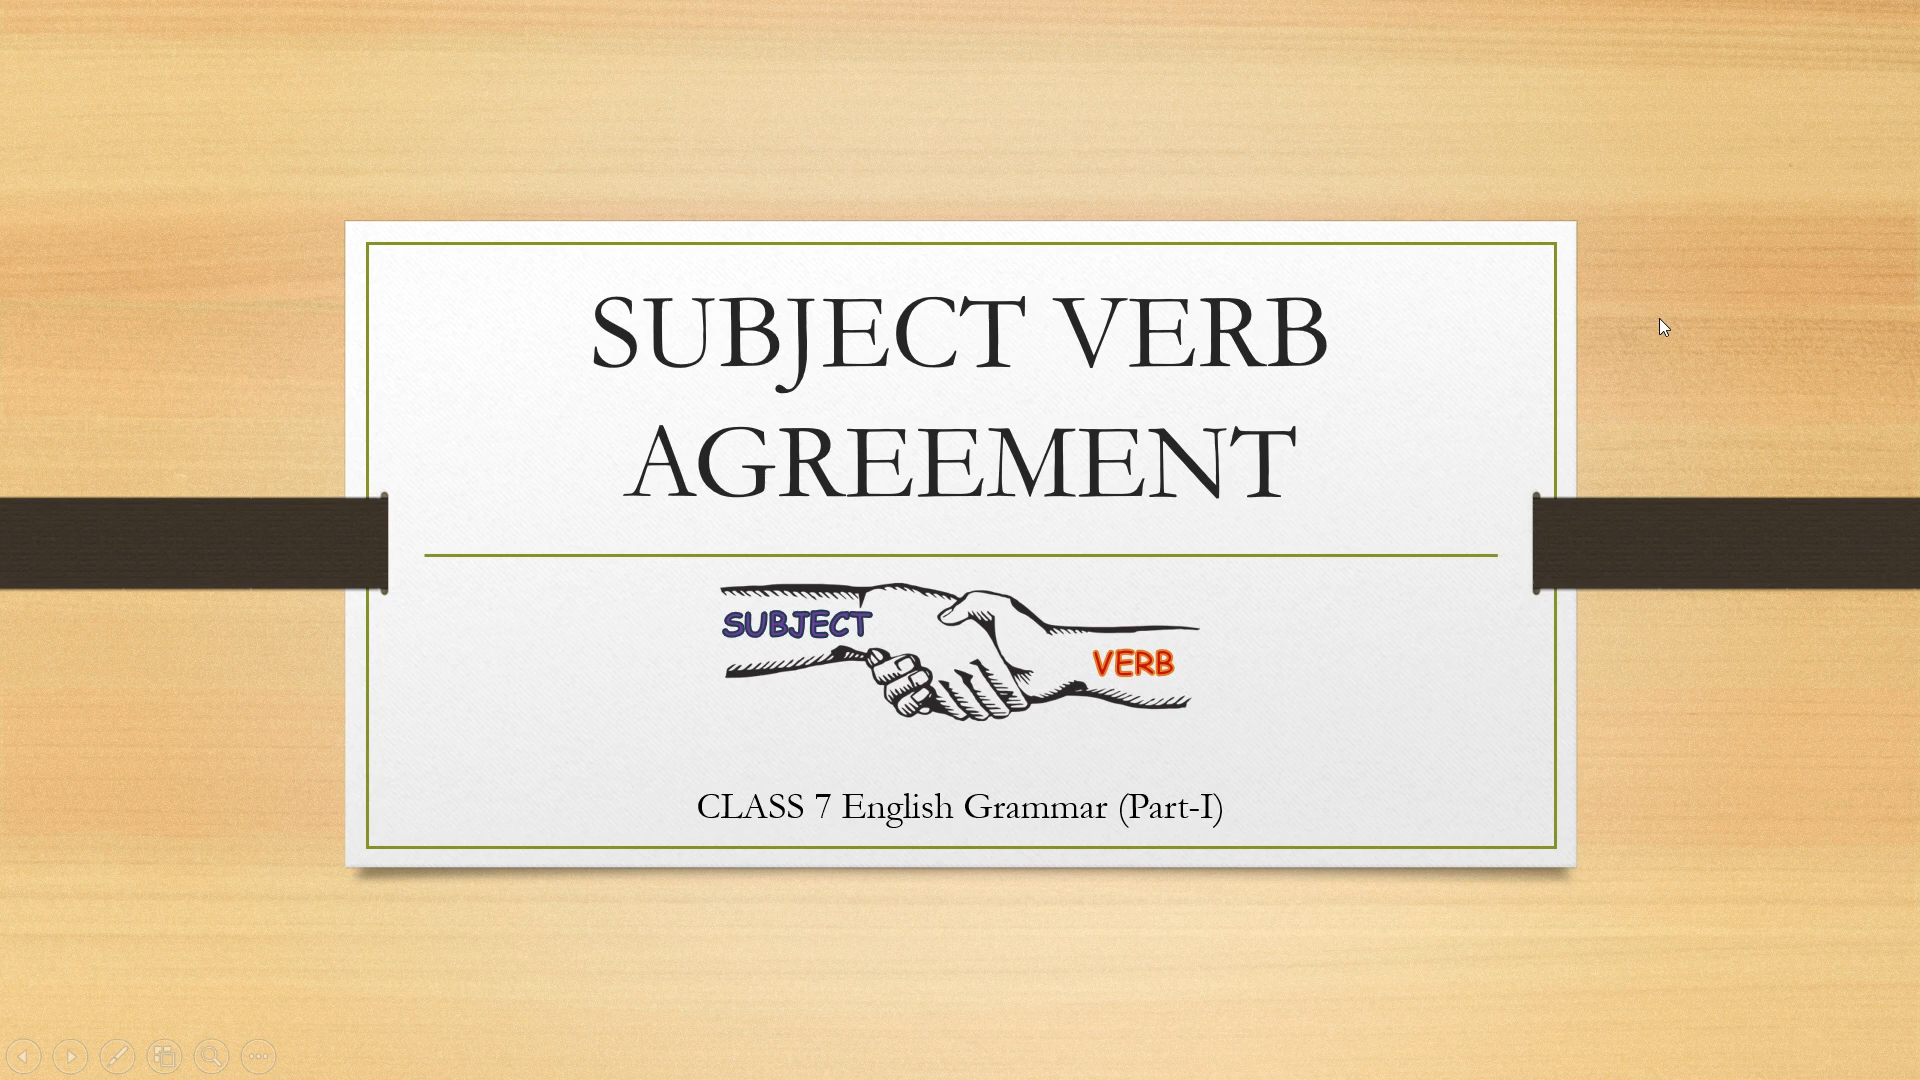 SUBJECT VERB
AGREEMENT
SUBJECT
VERB
CLASS 7 English Grammar (Part-I)